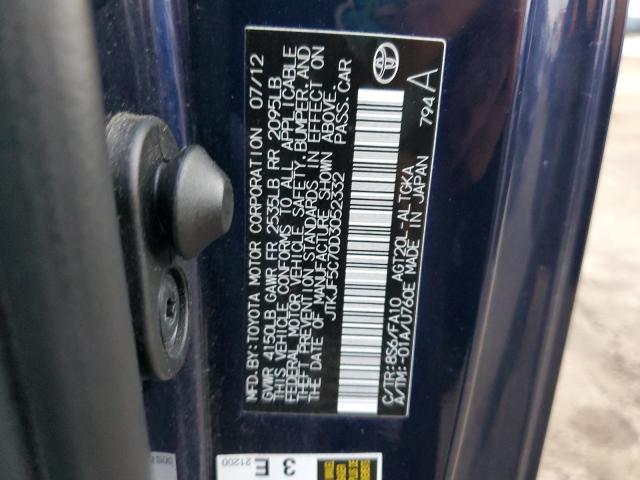 MFD.BY:TOYOTA MOTOR CORPORATION 07/12
GVWR 4150LB GAWR FR 2535LB RR 2095LB
THIS VEHICLE CONFORMS TO ALL APPLICABLE
FEDERAL MOTOR VEHICLE SAFETY, BUMPER, AND
THEFT PREVENTION STANDARDS IN EFFECT ON
THE DATE OF MANUFACTURE SHOWN ABOVE.
JTKJF5C70D3052332 PASS.CAR
C/TR:8S6/FA10 AGT20L-ALTGKA
A/TM:-01A/U760E MADE IN JAPAN
794 A
3 E
21200